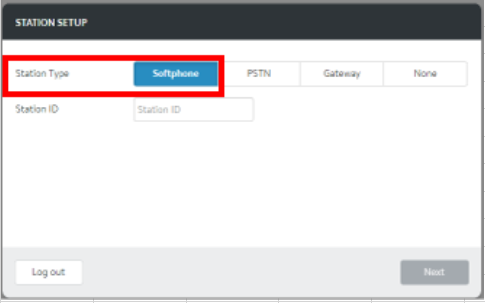 STATION SETUP
Station Type Softphone PSTN Gateway None
Station ID Station ID
Log out Next